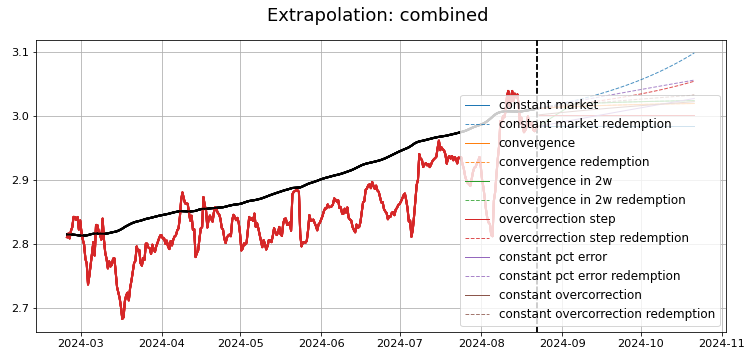 Extrapolation: combined
3.1
3.0
2.9
2.8
2.7
constant market
constant market redemption
convergence
convergence redemption
convergence in 2w
convergence in 2w redemption
overcorrection step
overcorrection step redemption
constant pct error
constant pct error redemption
constant overcorrection
constant overcorrection redemption
2024-03 2024-04 2024-05 2024-06 2024-07 2024-08 2024-09 2024-10 2024-11